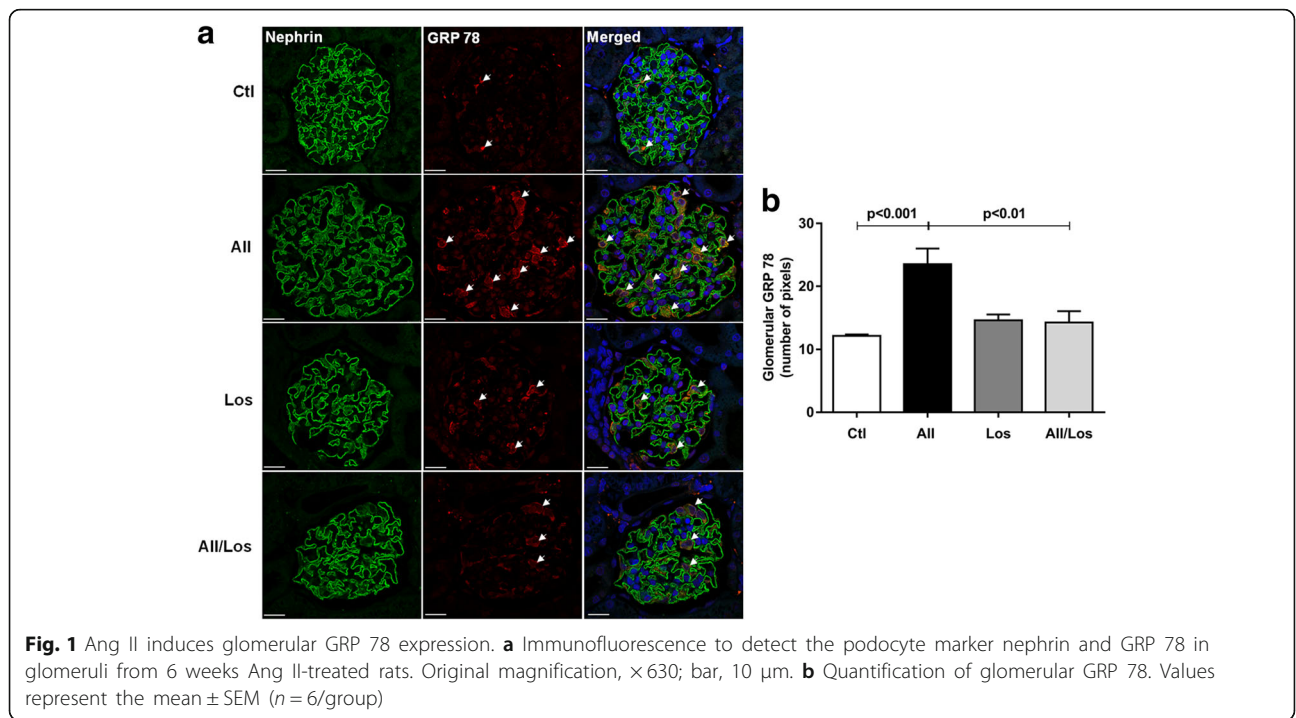 a
Nephrin GRP 78 Merged
Ctl
AII
Los
AII/Los
b
p<0.001 p<0.01
30
20
10
0
Glomerular GRP 78
(number of pixels)
Ctl AII Los AII/Los
Fig. 1 Ang II induces glomerular GRP 78 expression. a Immunofluorescence to detect the podocyte marker nephrin and GRP 78 in
glomeruli from 6 weeks Ang II-treated rats. Original magnification, × 630; bar, 10 μm. b Quantification of glomerular GRP 78. Values
represent the mean ± SEM (n = 6/group)